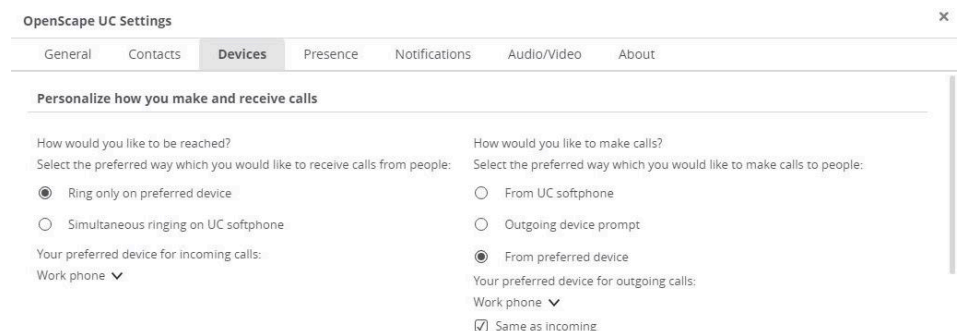 OpenScape UC Settings
General Contacts Devices Presence Notifications Audio/Video About
Personalize how you make and receive calls
How would you like to be reached?
Select the preferred way which you would like to receive calls from people:
Ring only on preferred device
Simultaneous ringing on UC softphone
Your preferred device for incoming calls:
Work phone
How would you like to make calls?
Select the preferred way which you would like to make calls to people:
From UC softphone
Outgoing device prompt
From preferred device
Your preferred device for outgoing calls:
Work phone
Same as incoming